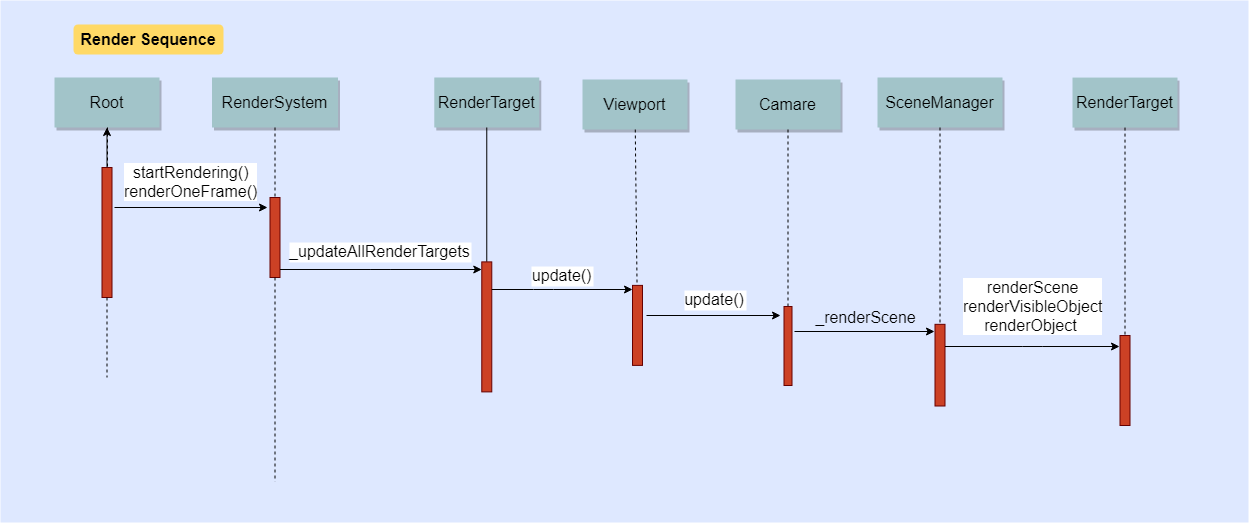 Render Sequence
Root
RenderSystem
RenderTarget
Viewport
Camare
SceneManager
RenderTarget
startRendering()
renderOneFrame()
_updateAllRenderTargets
update()
update()
_renderScene
renderScene
renderVisibleObject
renderObject